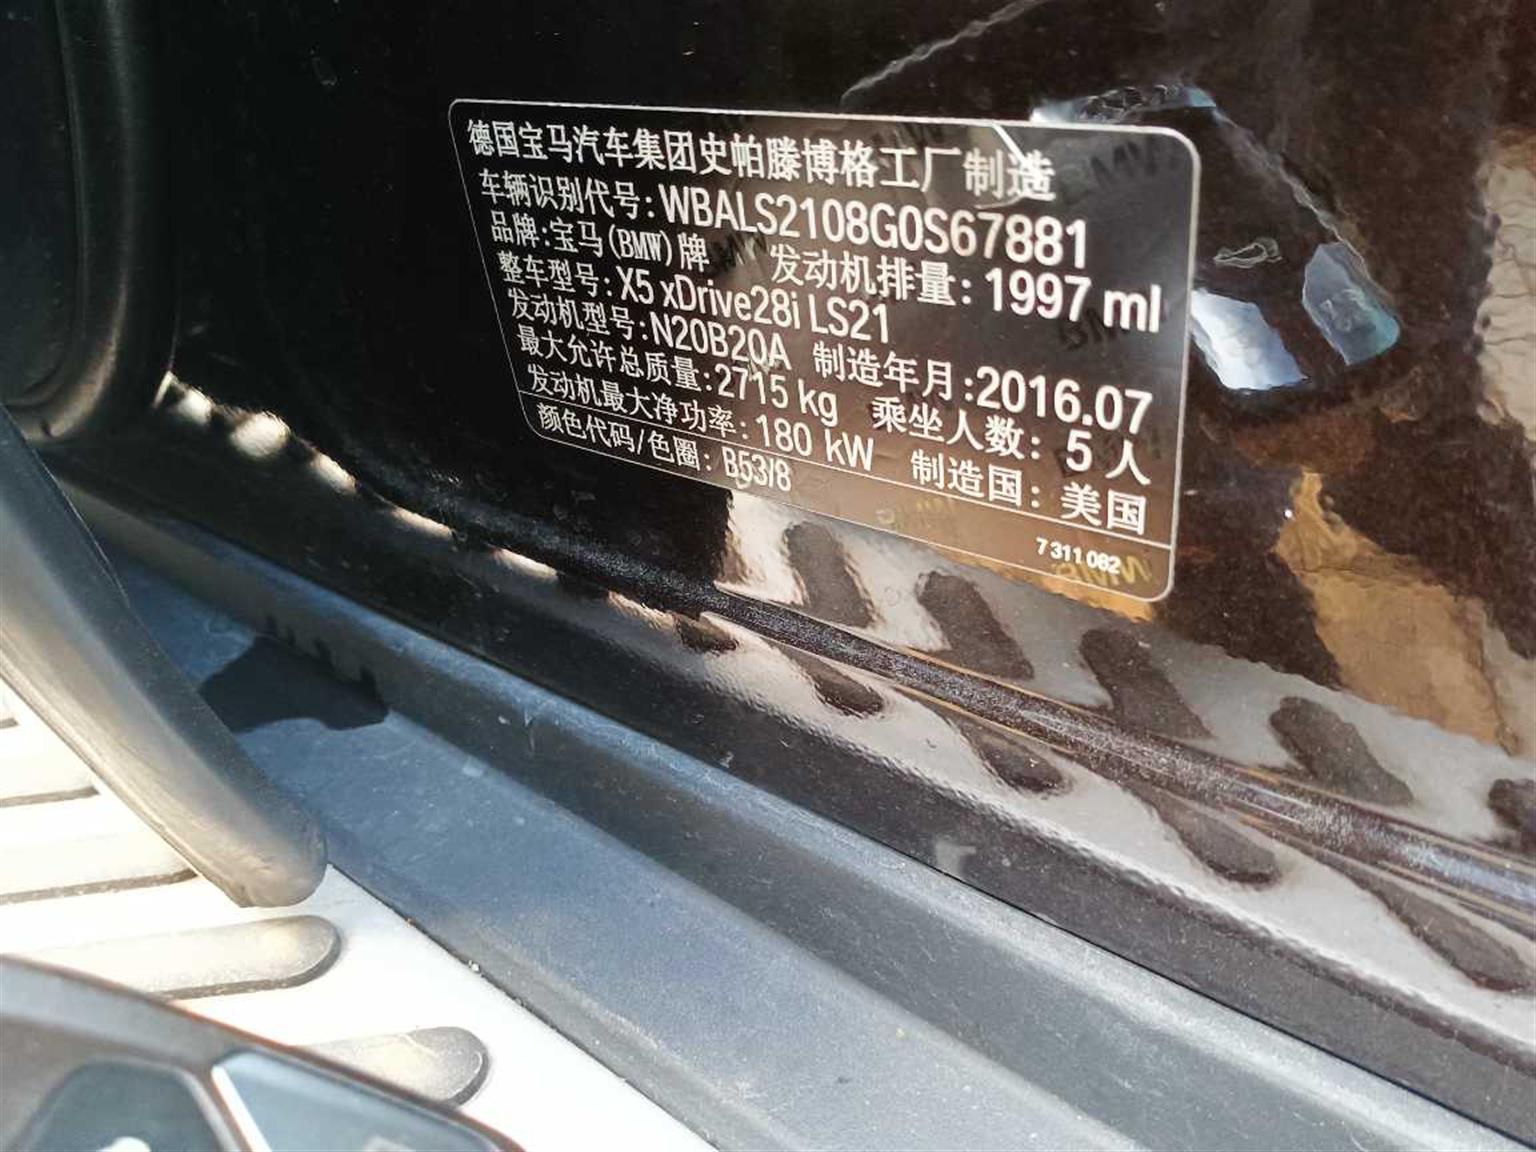 德国宝马汽车集团史帕滕博格工厂制造
车辆识别代号:WBALS2108G0S67881
品牌:宝马(BMW)牌 发动机排量: 1997 ml
整车型号:X5 xDrive28i LS21
发动机型号:N20B20A 制造年月:2016.07
最大允许总质量:2715 kg 乘坐人数: 5 人
发动机最大净功率:180 kW 制造国: 美国
颜色代码/色圈: B53/8
7 311 082